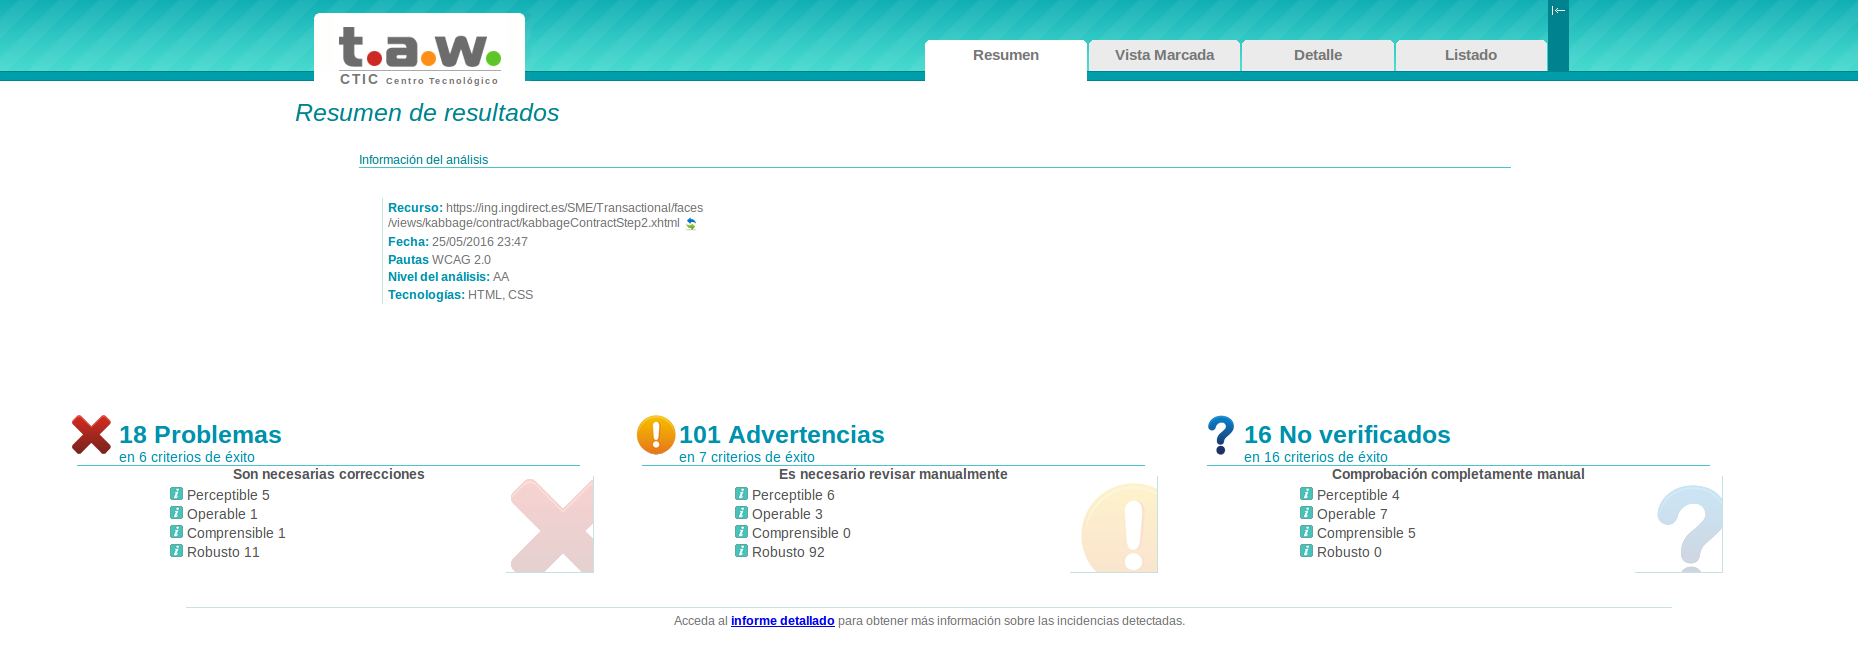 t.a.w.
CTIC Centro Tecnológico
Resumen
Vista Marcada
Detalle
Listado
Resumen de resultados
Información del análisis
Recurso: https://ing.ingdirect.es/SME/Transactional/faces
/views/kabbage/contract/kabbageContractStep2.xhtml
Fecha: 25/05/2016 23:47
Pautas WCAG 2.0
Nivel del análisis: AA
Tecnologías: HTML, CSS
18 Problemas
en 6 criterios de éxito
Son necesarias correcciones
Perceptible 5
Operable 1
Comprensible 1
Robusto 11
101 Advertencias
en 7 criterios de éxito
Es necesario revisar manualmente
Perceptible 6
Operable 3
Comprensible 0
Robusto 92
16 No verificados
en 16 criterios de éxito
Comprobación completamente manual
Perceptible 4
Operable 7
Comprensible 5
Robusto 0
Acceda al informe detallado para obtener más información sobre las incidencias detectadas.